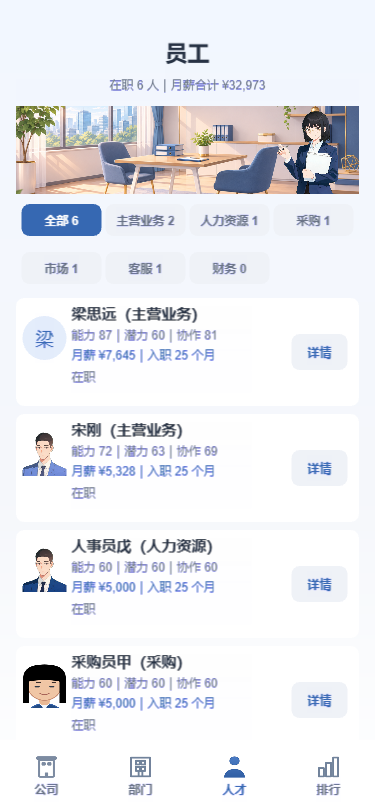 员工
在职 6 人 | 月薪合计 ¥32,973
全部 6 主营业务 2 人力资源 1 采购 1
市场 1 客服 1 财务 0
梁思远（主营业务）
梁
能力 87 | 潜力 60 | 协作 81
月薪 ¥7,645 | 入职 25 个月
详情
在职
宋刚（主营业务）
能力 72 | 潜力 63 | 协作 69
月薪 ¥5,328 | 入职 25 个月
详情
在职
人事员戊（人力资源）
能力 60 | 潜力 60 | 协作 60
月薪 ¥5,000 | 入职 25 个月
详情
在职
采购员甲（采购）
能力 60 | 潜力 60 | 协作 60
月薪 ¥5,000 | 入职 25 个月
详情
在职
公司 部门 人才 排行